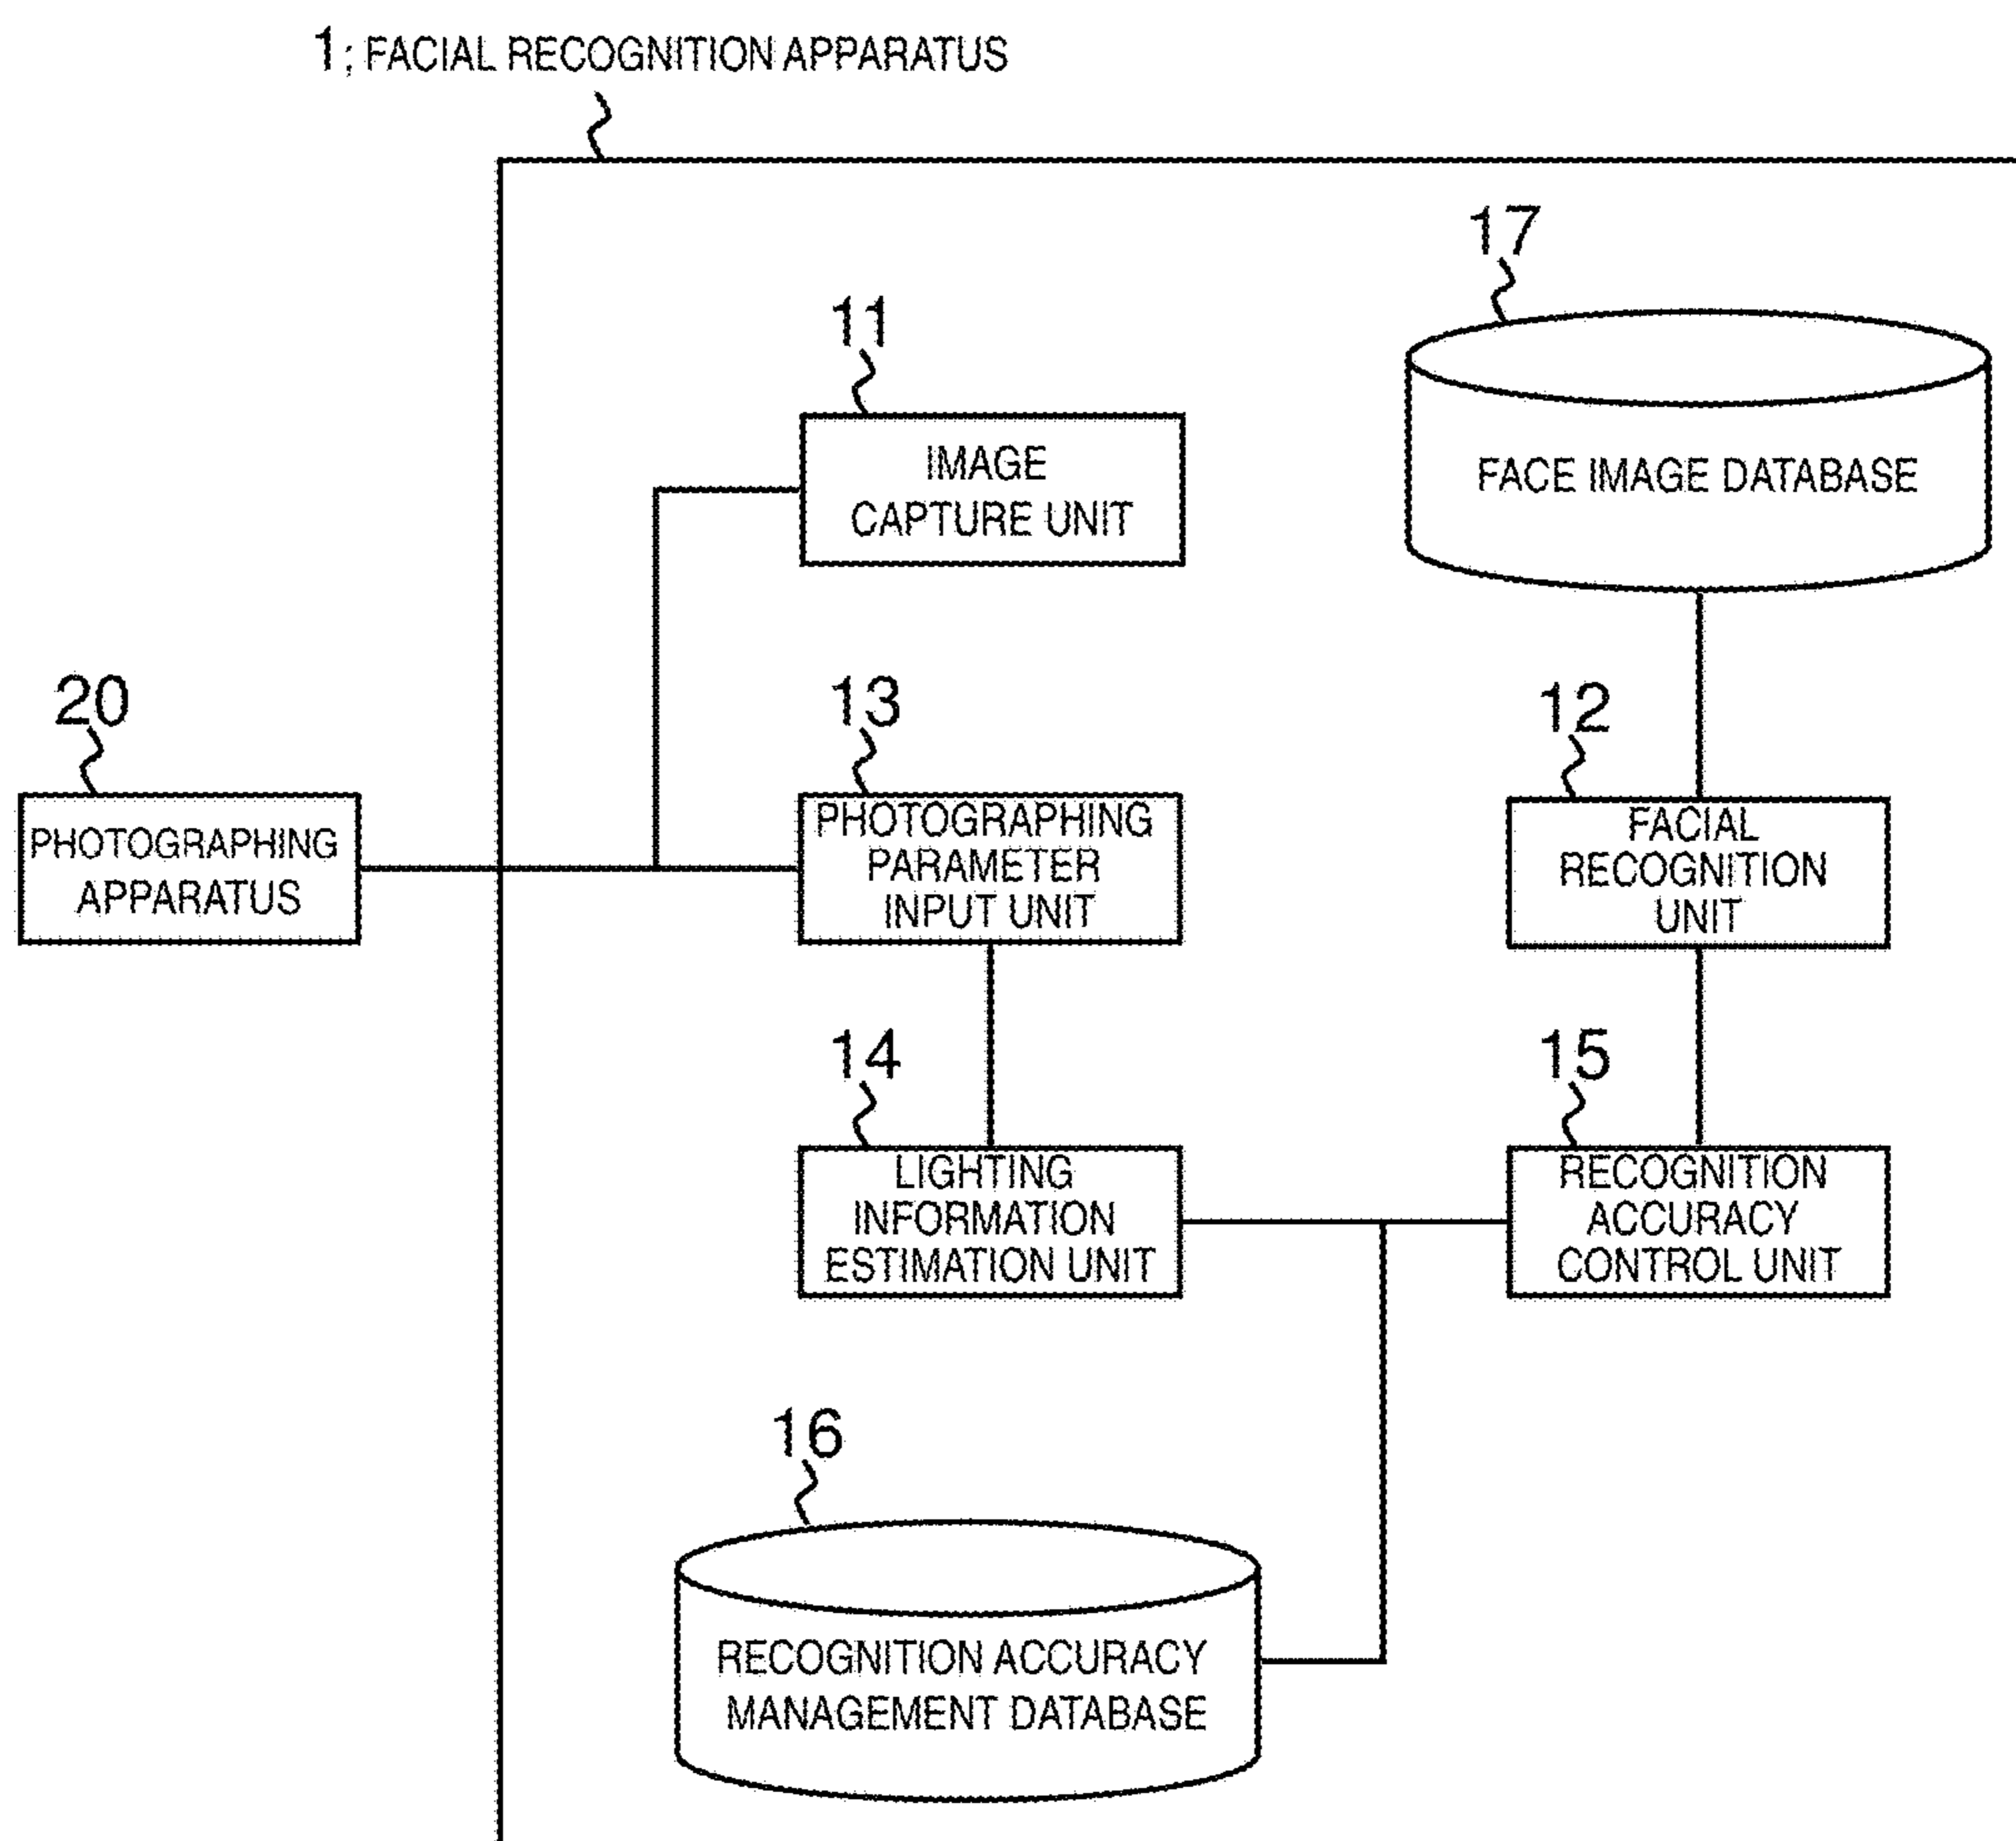 1; FACIAL RECOGNITION APPARATUS
17
11
IMAGE
CAPTURE UNIT
FACE IMAGE DATABASE
20
13
12
PHOTOGRAPHING
APPARATUS
PHOTOGRAPHING
PARAMETER
INPUT UNIT
FACIAL
RECOGNITION
UNIT
14
15
LIGHTING
INFORMATION
ESTIMATION UNIT
RECOGNITION
ACCURACY
CONTROL UNIT
16
RECOGNITION ACCURACY
MANAGEMENT DATABASE